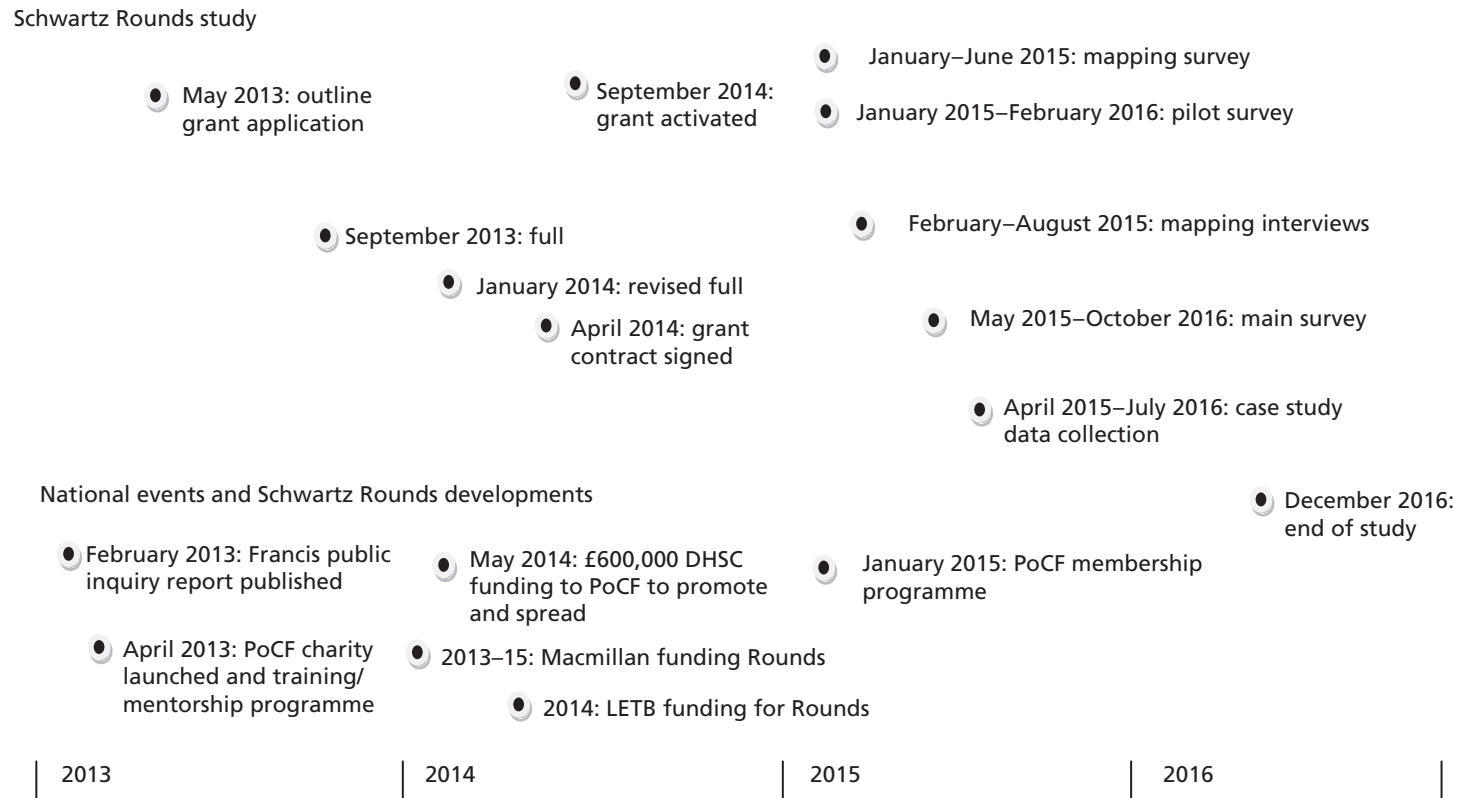 Schwartz Rounds study
May 2013: outline
grant application
September 2014:
grant activated
January–June 2015: mapping survey
January 2015–February 2016: pilot survey
September 2013: full
January 2014: revised full
April 2014: grant
contract signed
February–August 2015: mapping interviews
May 2015–October 2016: main survey
April 2015–July 2016: case study
data collection
December 2016:
end of study
National events and Schwartz Rounds developments
February 2013: Francis public
inquiry report published
April 2013: PoCF charity
launched and training/
mentorship programme
May 2014: £600,000 DHSC
funding to PoCF to promote
and spread
2013–15: Macmillan funding Rounds
2014: LETB funding for Rounds
January 2015: PoCF membership
programme
2013
2014
2015
2016